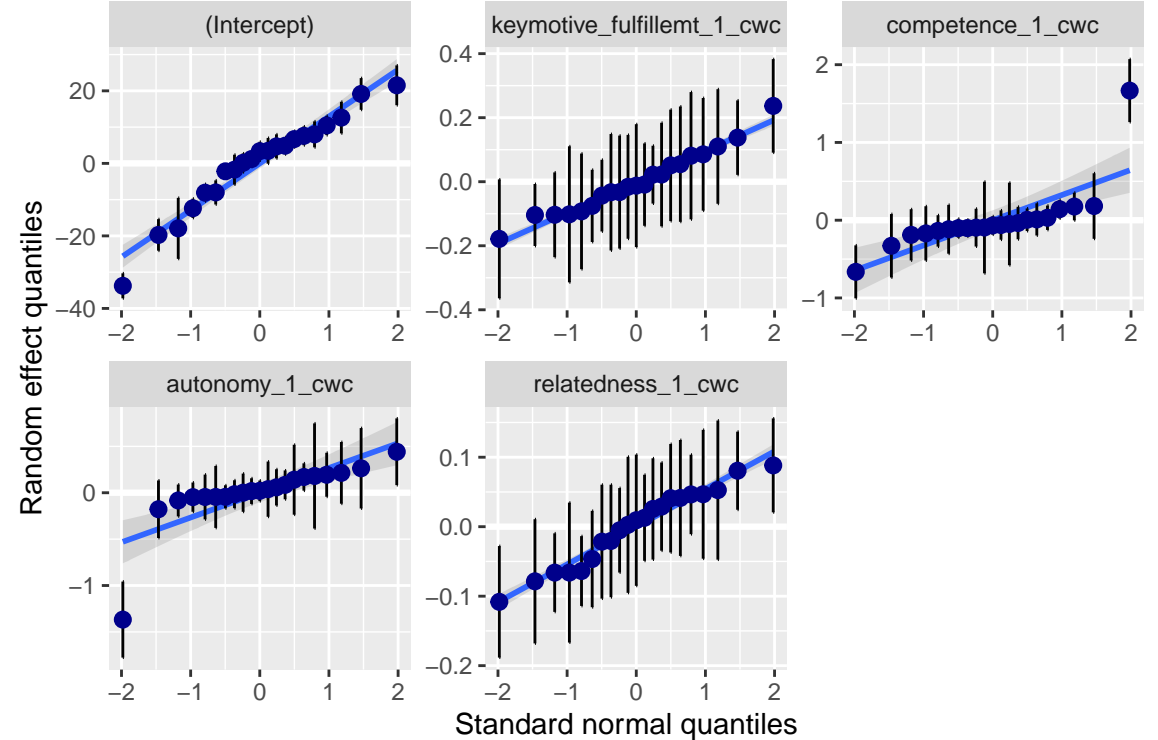 (Intercept)
keymotive_fulfillemt_1_cwc
competence_1_cwc
20
0
−20
−40
−2 −1 0 1 2
0.4
0.2
0.0
−0.2
−0.4
−2 −1 0 1 2
2
1
0
−1
−2 −1 0 1 2
Random effect quantiles
autonomy_1_cwc
relatedness_1_cwc
0
−1
−2 −1 0 1 2
0.1
0.0
−0.1
−0.2
−2 −1 0 1 2
Standard normal quantiles